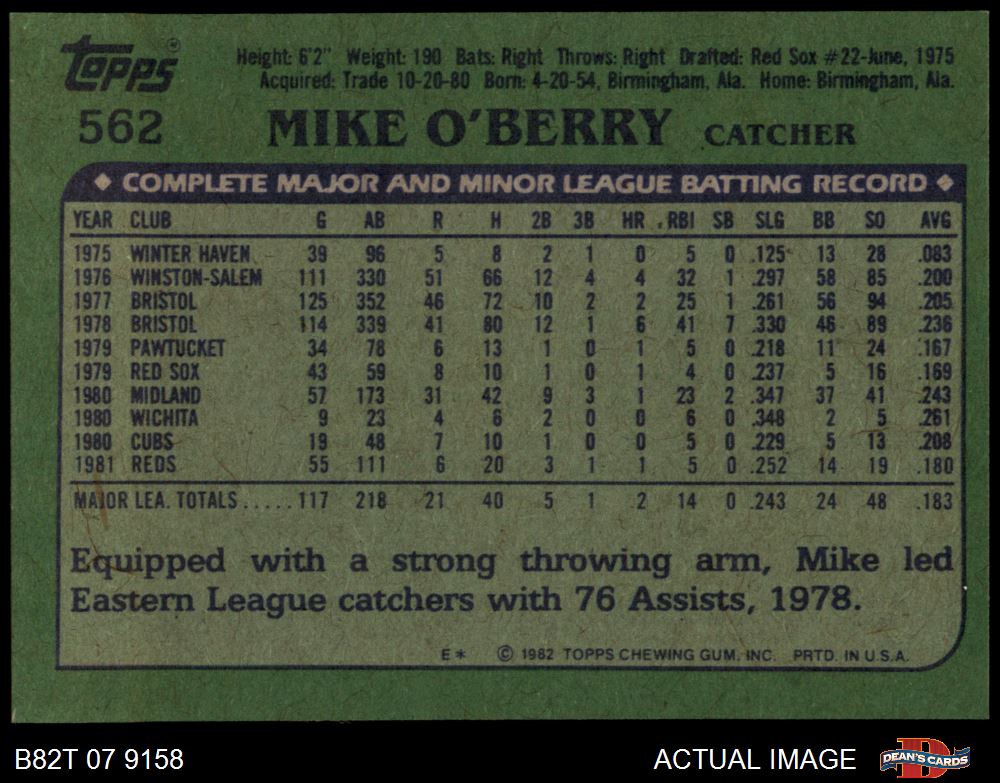 Topps®
Height: 6'2" Weight: 190 Bats: Right Throws: Right Drafted: Red Sox #22-June, 1975
Acquired: Trade 10-20-80 Born: 4-20-54, Birmingham, Ala. Home: Birmingham, Ala.
562 MIKE O'BERRY CATCHER
◆ COMPLETE MAJOR AND MINOR LEAGUE BATTING RECORD ◆
YEAR CLUB G AB R H 2B 3B HR RBI SB SLG BB SO AVG
1975 WINTER HAVEN 39 96 5 8 2 1 0 5 0 .125 13 28 .083
1976 WINSTON-SALEM 111 330 51 66 12 4 4 32 1 .297 58 85 .200
1977 BRISTOL 125 352 46 72 10 2 2 25 1 .261 56 94 .205
1978 BRISTOL 114 339 41 80 12 1 6 41 7 .330 46 89 .236
1979 PAWTUCKET 34 78 6 13 1 0 1 5 0 .218 11 24 .167
1979 RED SOX 43 59 8 10 1 0 1 4 0 .237 5 16 .169
1980 MIDLAND 57 173 31 42 9 3 1 23 2 .347 37 41 .243
1980 WICHITA 9 23 4 6 2 0 0 6 0 .348 2 5 .261
1980 CUBS 19 48 7 10 1 0 0 5 0 .229 5 13 .208
1981 REDS 55 111 6 20 3 1 1 5 0 .252 14 19 .180
MAJOR LEA. TOTALS ..... 117 218 21 40 5 1 2 14 0 .243 24 48 .183
Equipped with a strong throwing arm, Mike led
Eastern League catchers with 76 Assists, 1978.
E* © 1982 TOPPS CHEWING GUM, INC. PRTD. IN U.S.A.
B82T 07 9158 ACTUAL IMAGE DEAN'S CARDS